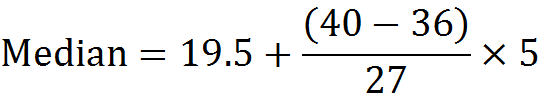 Median = 19.5 + (40 − 36)/27 × 5